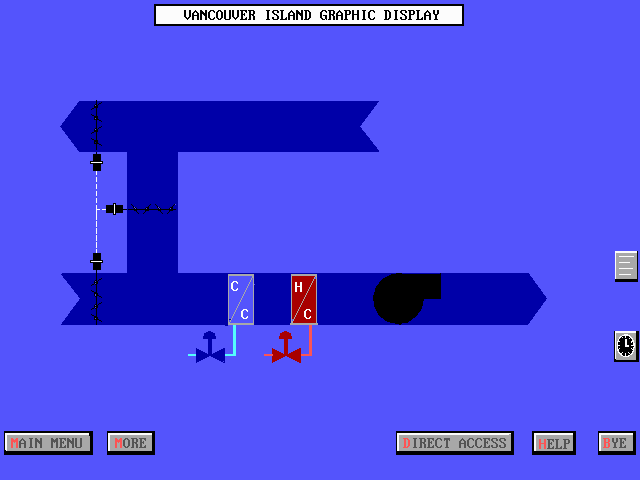 VANCOUVER ISLAND GRAPHIC DISPLAY
C
C
H
C
MAIN MENU
MORE
DIRECT ACCESS
HELP
BYE